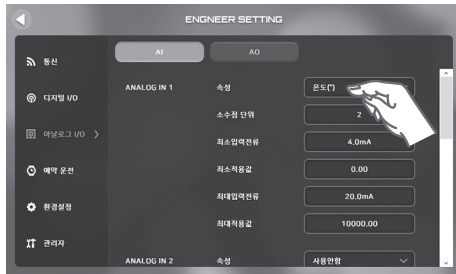 ENGNEER SETTING
AI
AO
통신
디지털 I/O
아날로그 I/O
예약 운전
환경설정
관리자
ANALOG IN 1
속성
온도(°)
소수점 단위
2
최소입력전류
4.0mA
최소적용값
0.00
최대입력전류
20.0mA
최대적용값
10000.00
ANALOG IN 2
속성
사용안함